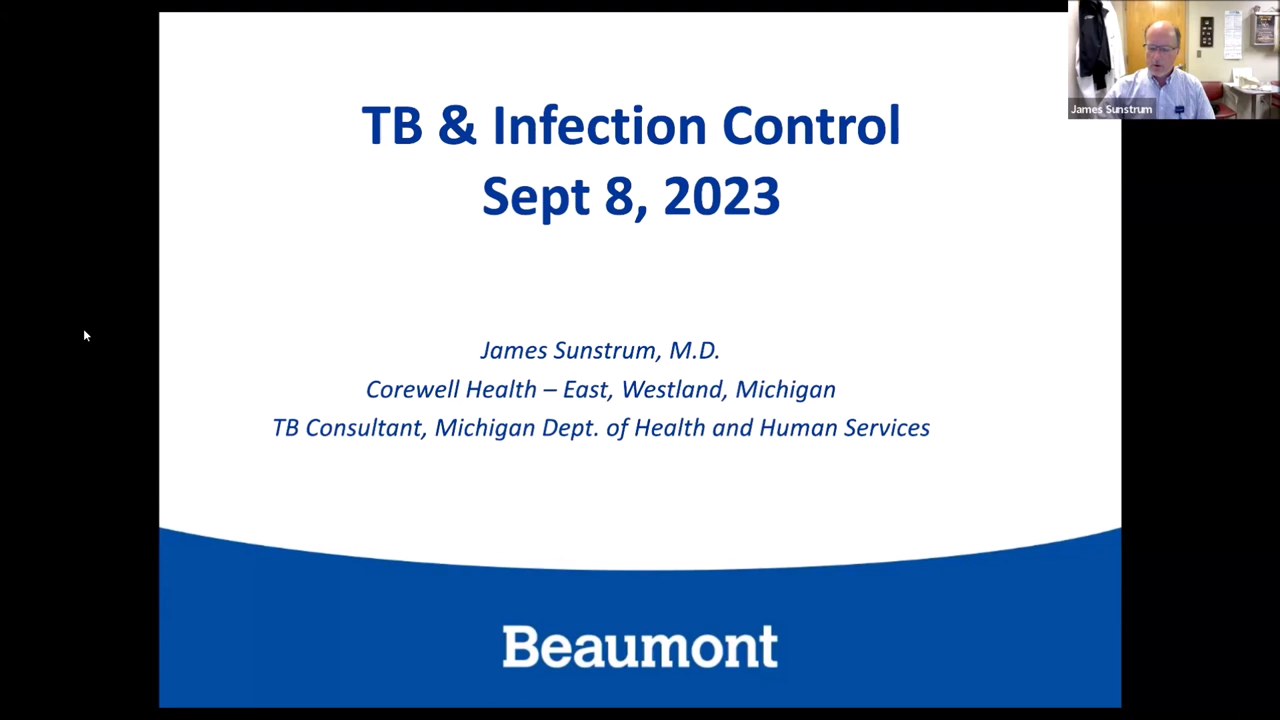 TB & Infection Control
Sept 8, 2023
James Sunstrum, M.D.
Corewell Health – East, Westland, Michigan
TB Consultant, Michigan Dept. of Health and Human Services
Beaumont
James Sunstrum